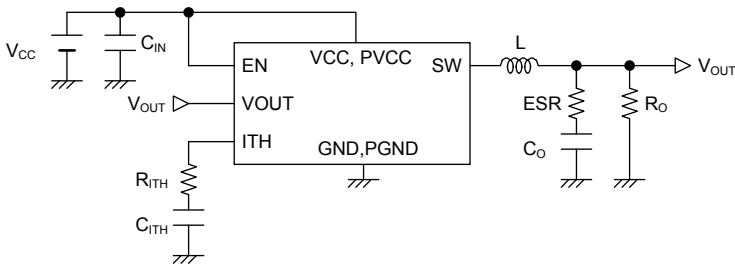 VCC
CIN
VCC, PVCC
EN
SW
L
VOUT
VOUT
VOUT
ITH
GND,PGND
ESR
RO
CO
RITH
CITH